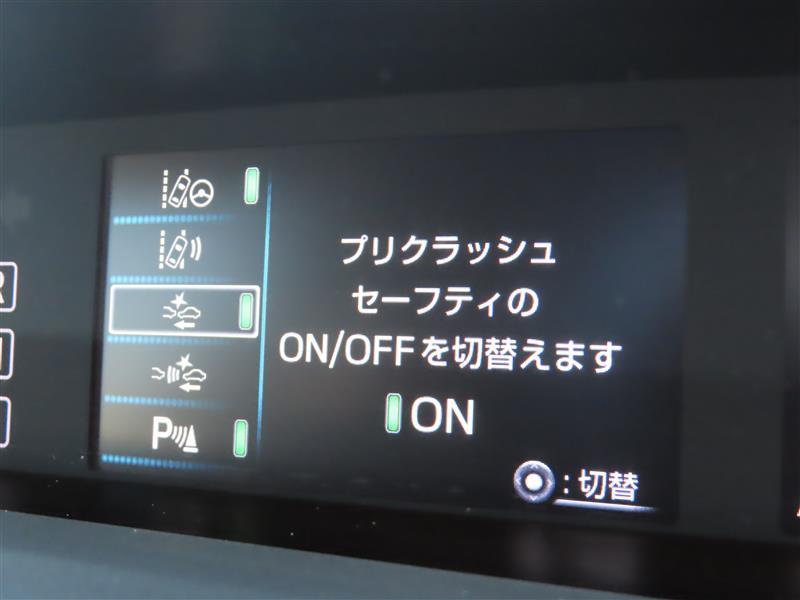 プリクラッシュ
セーフティの
ON/OFFを切替えます
ON
P
:切替